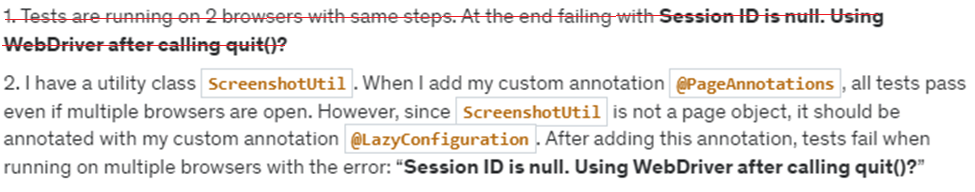 1. Tests are running on 2 browsers with same steps. At the end failing with Session ID is null. Using
WebDriver after calling quit()?
2. I have a utility class ScreenshotUtil. When I add my custom annotation @PageAnnotations, all tests pass
even if multiple browsers are open. However, since ScreenshotUtil is not a page object, it should be
annotated with my custom annotation @LazyConfiguration. After adding this annotation, tests fail when
running on multiple browsers with the error: “Session ID is null. Using WebDriver after calling quit()?”